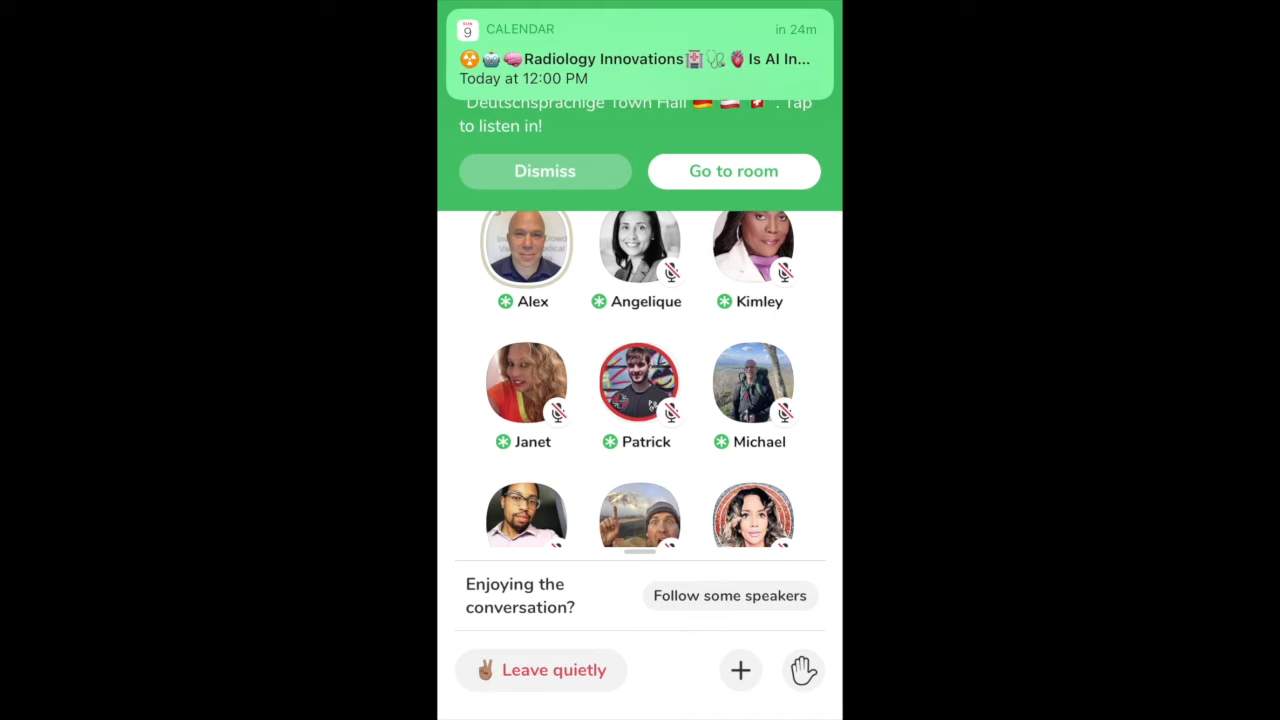 SUN
9
CALENDAR
in 24m
☢️🤖🧠Radiology Innovations🏥🩺🫀Is AI In...
Today at 12:00 PM
"Deutschsprachige Town Hall 🇩🇪 🇦🇹 🇨🇭 ". Tap
to listen in!
Dismiss
Go to room
Alex
Angelique
Kimley
Janet
Patrick
Michael
Enjoying the
conversation?
Follow some speakers
✌🏽 Leave quietly